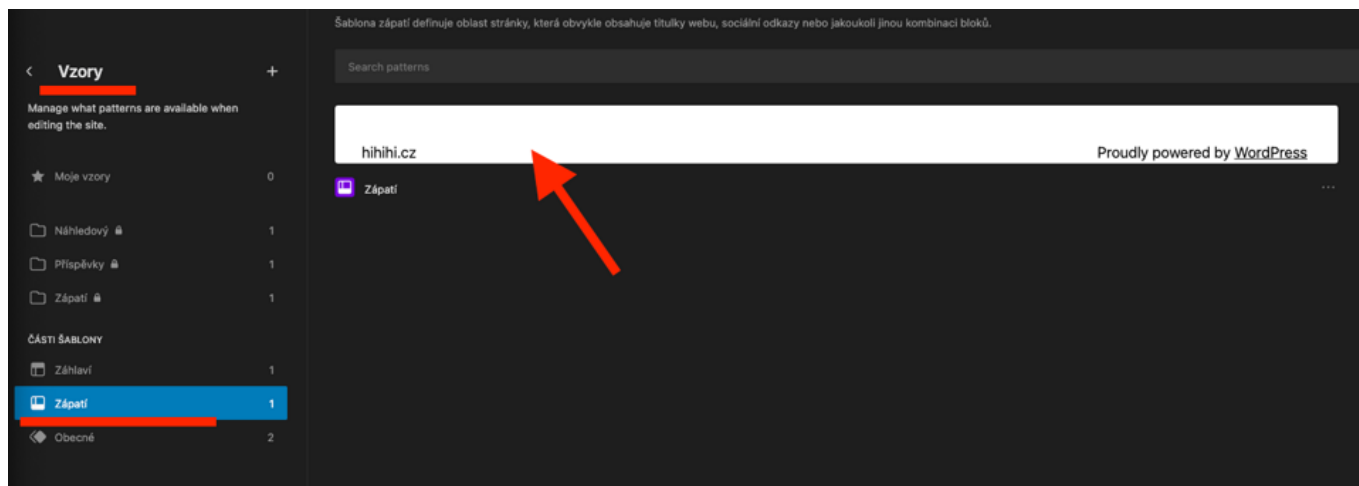 Šablona zápatí definuje oblast stránky, která obvykle obsahuje titulky webu, sociální odkazy nebo jakoukoli jinou kombinaci bloků.
Vzory
Manage what patterns are available when
editing the site.
Moje vzory 0
Náhledový 1
Příspěvky 1
Zápatí 1
ČÁSTI ŠABLONY
Záhlaví 1
Zápatí 1
Obecné 2
Search patterns
hihihi.cz Proudly powered by WordPress
Zápatí